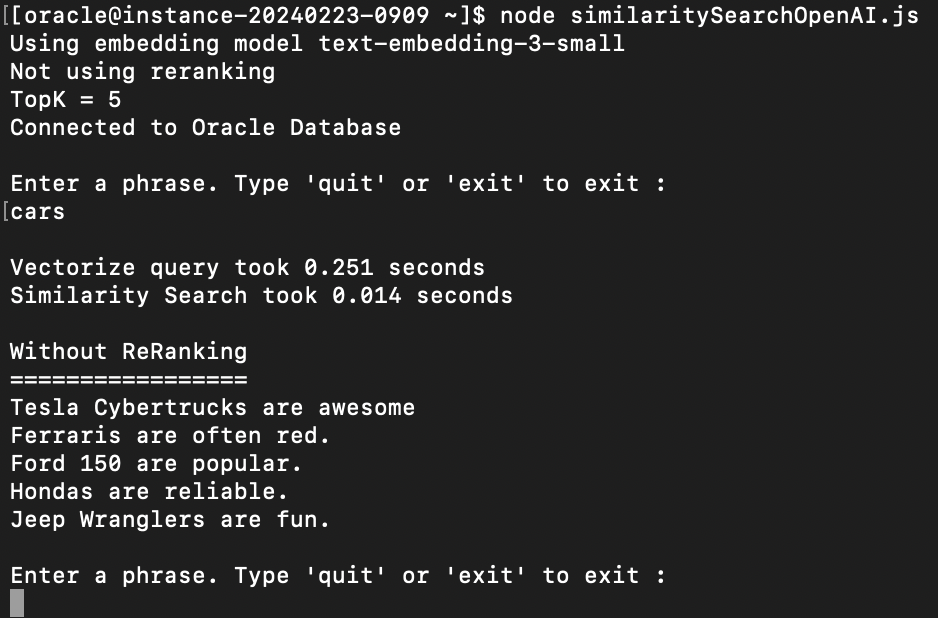 [[oracle@instance-20240223-0909 ~]$ node similaritySearchOpenAI.js
Using embedding model text-embedding-3-small
Not using reranking
TopK = 5
Connected to Oracle Database
Enter a phrase. Type 'quit' or 'exit' to exit :
[cars
Vectorize query took 0.251 seconds
Similarity Search took 0.014 seconds
Without ReRanking
=================
Tesla Cybertrucks are awesome
Ferraris are often red.
Ford 150 are popular.
Hondas are reliable.
Jeep Wranglers are fun.
Enter a phrase. Type 'quit' or 'exit' to exit :